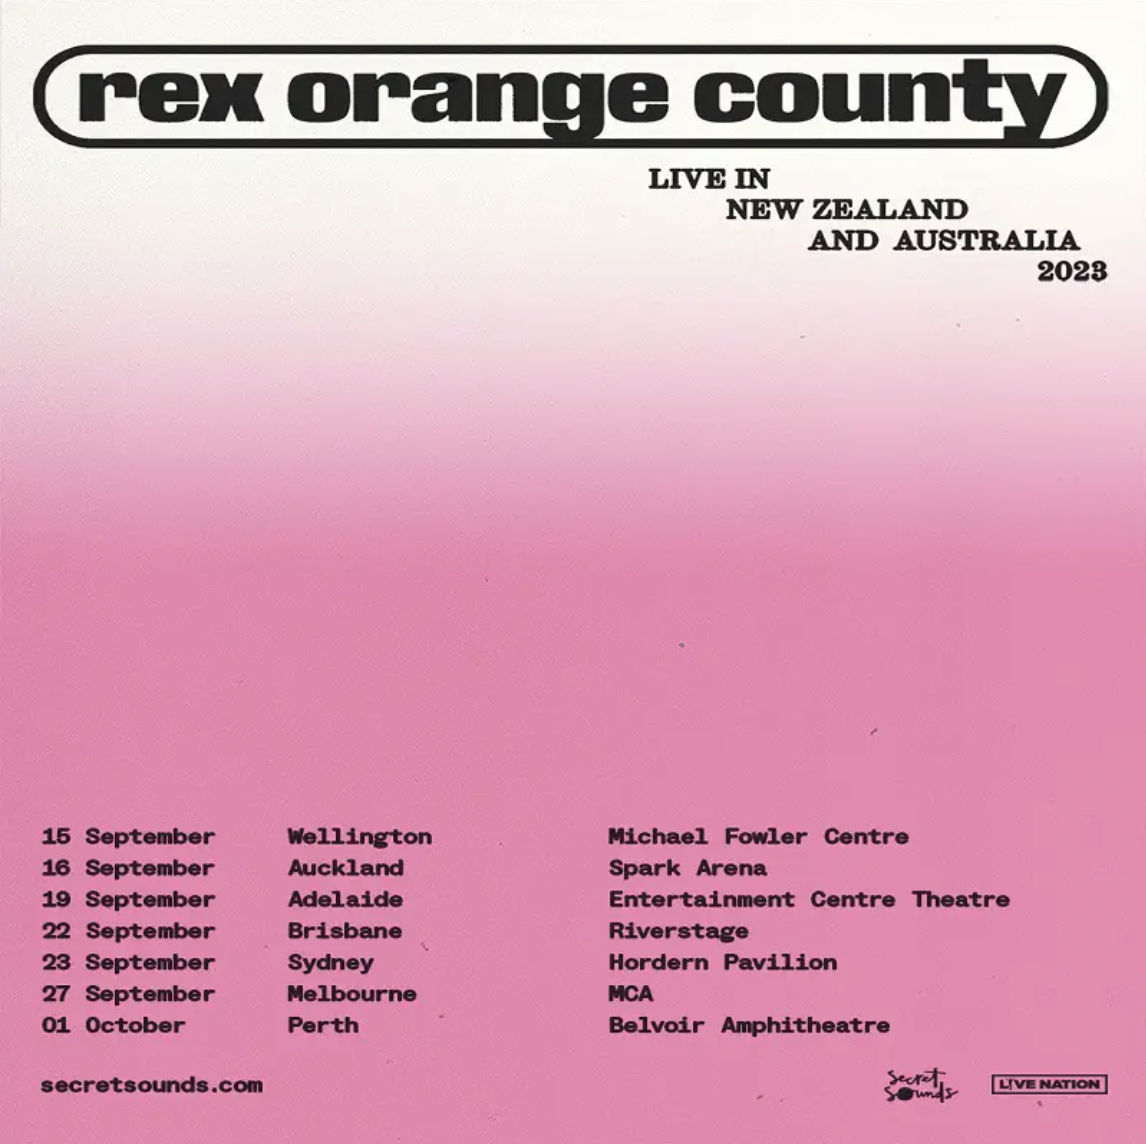 rex orange county
LIVE IN
NEW ZEALAND
AND AUSTRALIA
2023
15 September Wellington Michael Fowler Centre
16 September Auckland Spark Arena
19 September Adelaide Entertainment Centre Theatre
22 September Brisbane Riverstage
23 September Sydney Hordern Pavilion
27 September Melbourne MCA
01 October Perth Belvoir Amphitheatre
secretsounds.com
Secret
Sounds
LIVE NATION